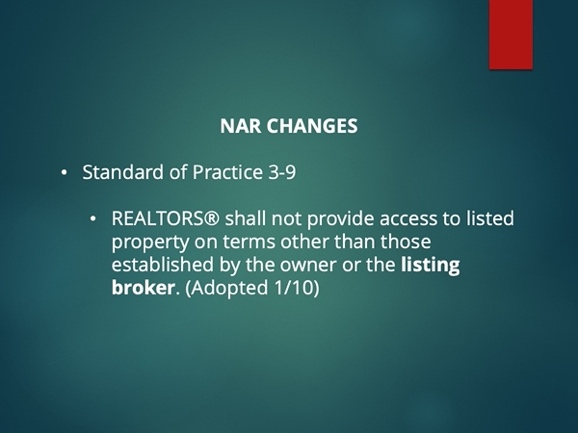 NAR CHANGES
• Standard of Practice 3-9
• REALTORS® shall not provide access to listed
property on terms other than those
established by the owner or the listing
broker. (Adopted 1/10)